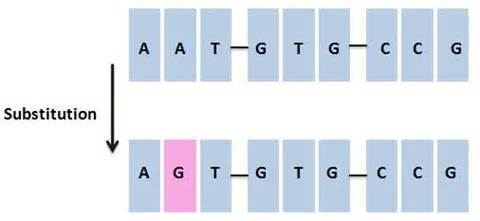 A A T – G T G – C C G
Substitution
A G T – G T G – C C G